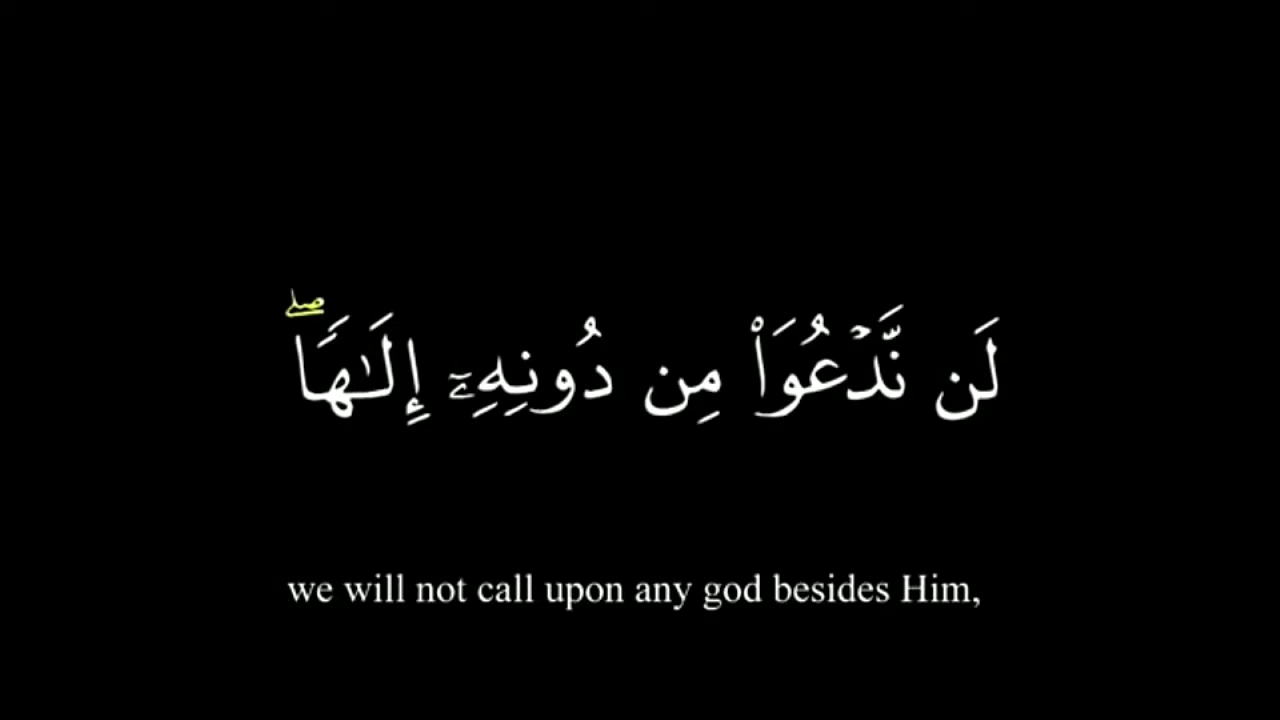 لَن نَّدْعُوَا۟ مِن دُونِهِۦٓ إِلَـٰهًا ۖ
we will not call upon any god besides Him,